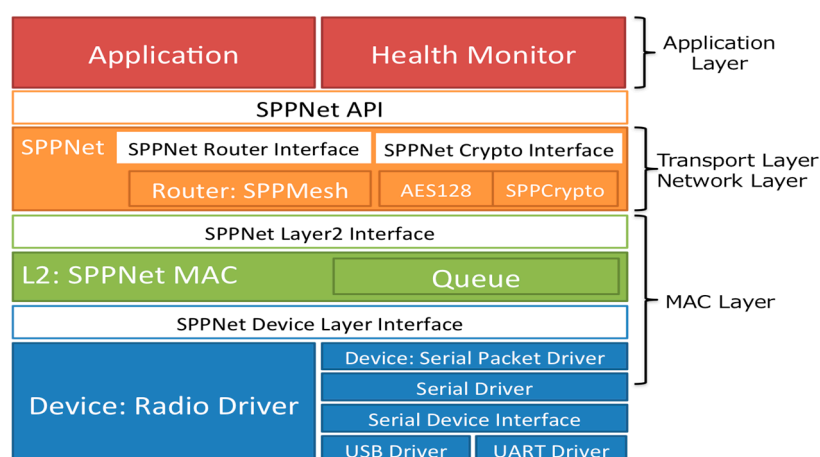 Application
Health Monitor
Application
Layer
SPPNet API
SPPNet
SPPNet Router Interface
SPPNet Crypto Interface
Router: SPPMesh
AES128
SPPCrypto
Transport Layer
Network Layer
SPPNet Layer2 Interface
L2: SPPNet MAC
Queue
MAC Layer
SPPNet Device Layer Interface
Device: Radio Driver
Device: Serial Packet Driver
Serial Driver
Serial Device Interface
USB Driver
UART Driver